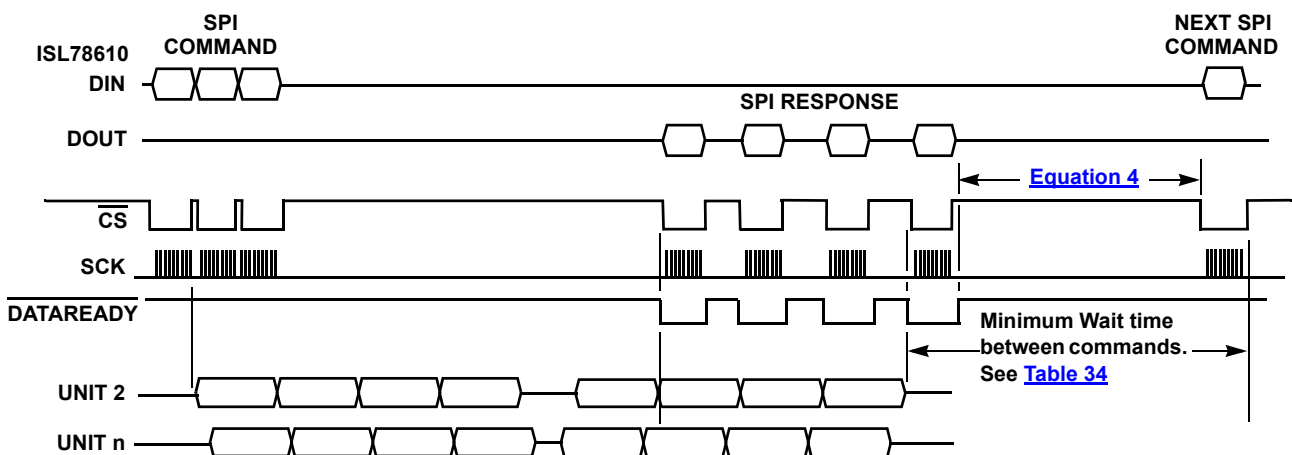 SPI
COMMAND
NEXT SPI
COMMAND
ISL78610
DIN
SPI RESPONSE
DOUT
Equation 4
CS
SCK
DATAREADY
Minimum Wait time
between commands.
See Table 34
UNIT 2
UNIT n